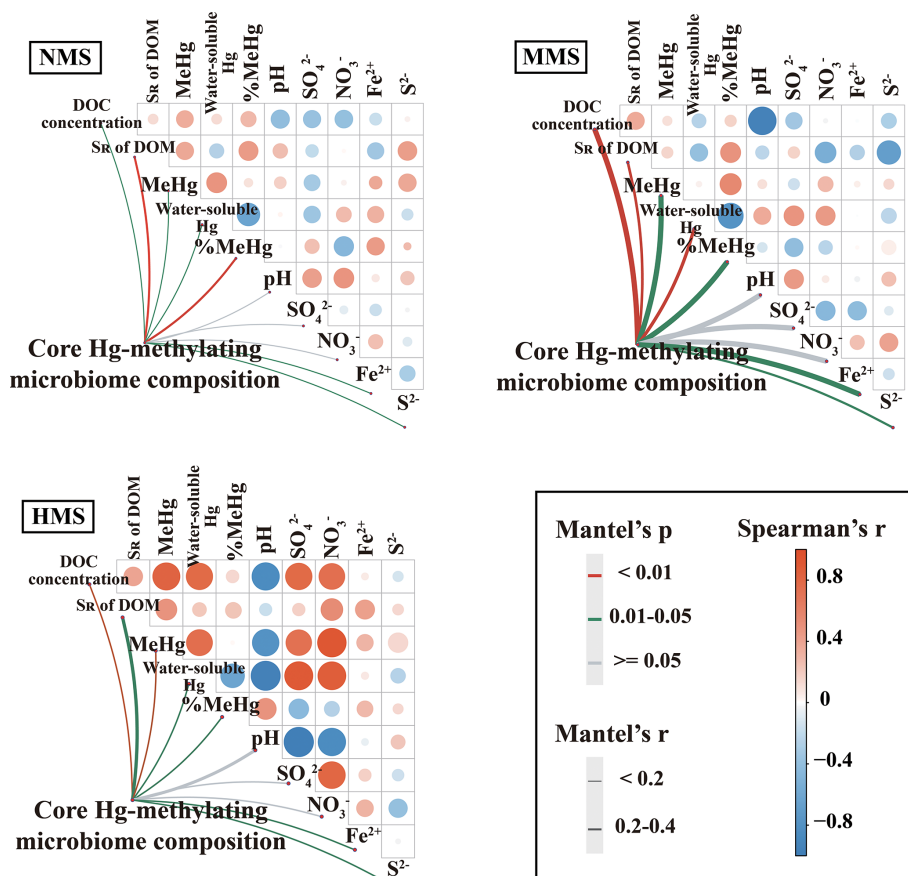 NMS
SR of DOM
MeHg
Water-soluble
Hg
%MeHg
pH
SO₄²⁻
NO₃⁻
Fe²⁺
S²⁻
DOC
concentration
SR of DOM
MeHg
Water-soluble
Hg
%MeHg
pH
SO₄²⁻
NO₃⁻
Fe²⁺
S²⁻
Core Hg-methylating
microbiome composition
MMS
SR of DOM
MeHg
Water-soluble
Hg
%MeHg
pH
SO₄²⁻
NO₃⁻
Fe²⁺
S²⁻
DOC
concentration
SR of DOM
MeHg
Water-soluble
Hg
%MeHg
pH
SO₄²⁻
NO₃⁻
Fe²⁺
S²⁻
Core Hg-methylating
microbiome composition
HMS
SR of DOM
MeHg
Water-soluble
Hg
%MeHg
pH
SO₄²⁻
NO₃⁻
Fe²⁺
S²⁻
DOC
concentration
SR of DOM
MeHg
Water-soluble
Hg
%MeHg
pH
SO₄²⁻
NO₃⁻
Fe²⁺
S²⁻
Core Hg-methylating
microbiome composition
Mantel's p
< 0.01
0.01-0.05
>= 0.05
Mantel's r
< 0.2
0.2-0.4
Spearman's r
0.8
0.4
0
−0.4
−0.8